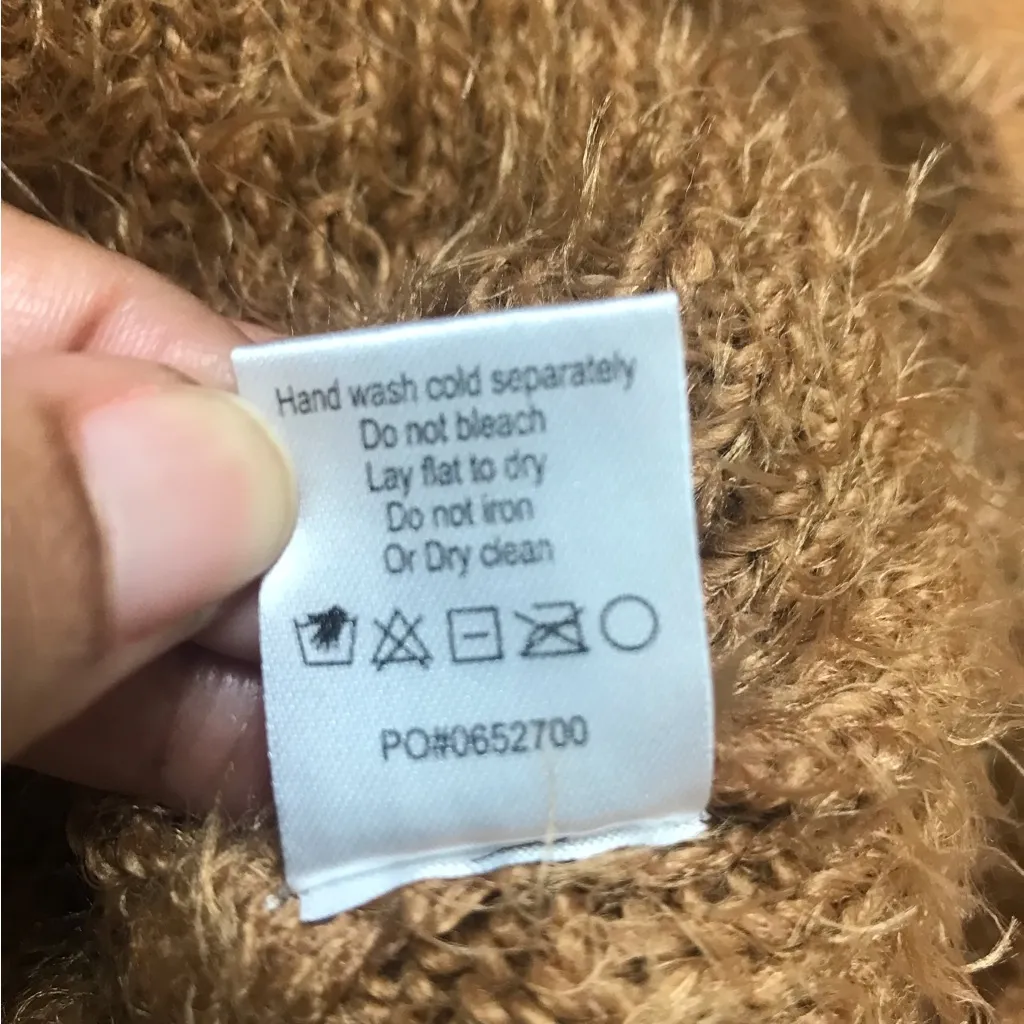 Hand wash cold separately
Do not bleach
Lay flat to dry
Do not iron
Or Dry clean
PO#0652700